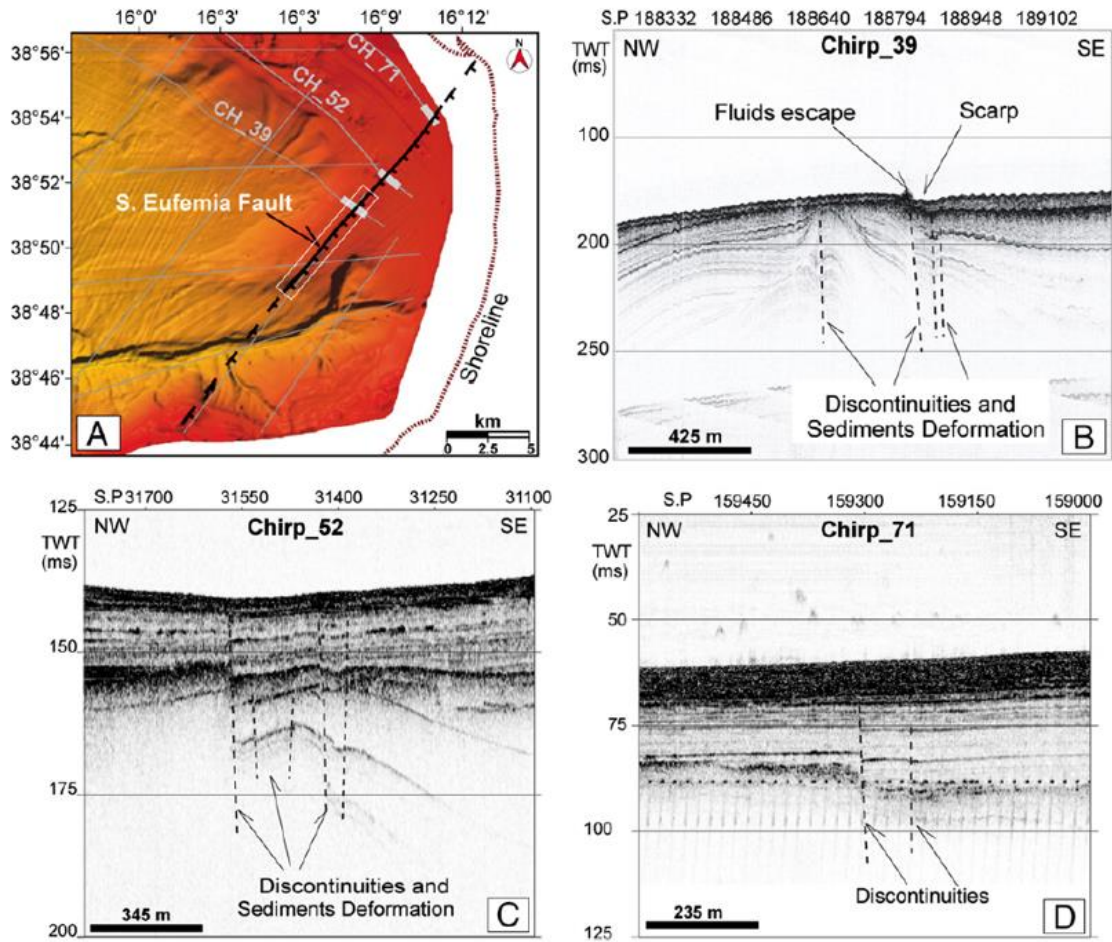 16°0' 16°3' 16°3' 16°9' 16°12'
38°56'
38°54'
38°52'
38°50'
38°48'
38°46'
38°44'
N
CH_71
CH_52
CH_39
S. Eufemia Fault
Shoreline
km
0 2.5 5
A
S.P 188332 188486 188640 188794 188948 189102
TWT
(ms)
NW
Chirp_39
SE
Fluids escape
Scarp
100
200
250
300
Discontinuities and
Sediments Deformation
425 m
B
S.P31700 31550 31400 31250 31100
125
NW
Chirp_52
SE
TWT
(ms)
150
175
200
Discontinuities and
Sediments Deformation
345 m
C
S.P 159450 159300 159150 159000
25
NW
Chirp_71
SE
TWT
(ms)
50
75
100
125
Discontinuities
235 m
D